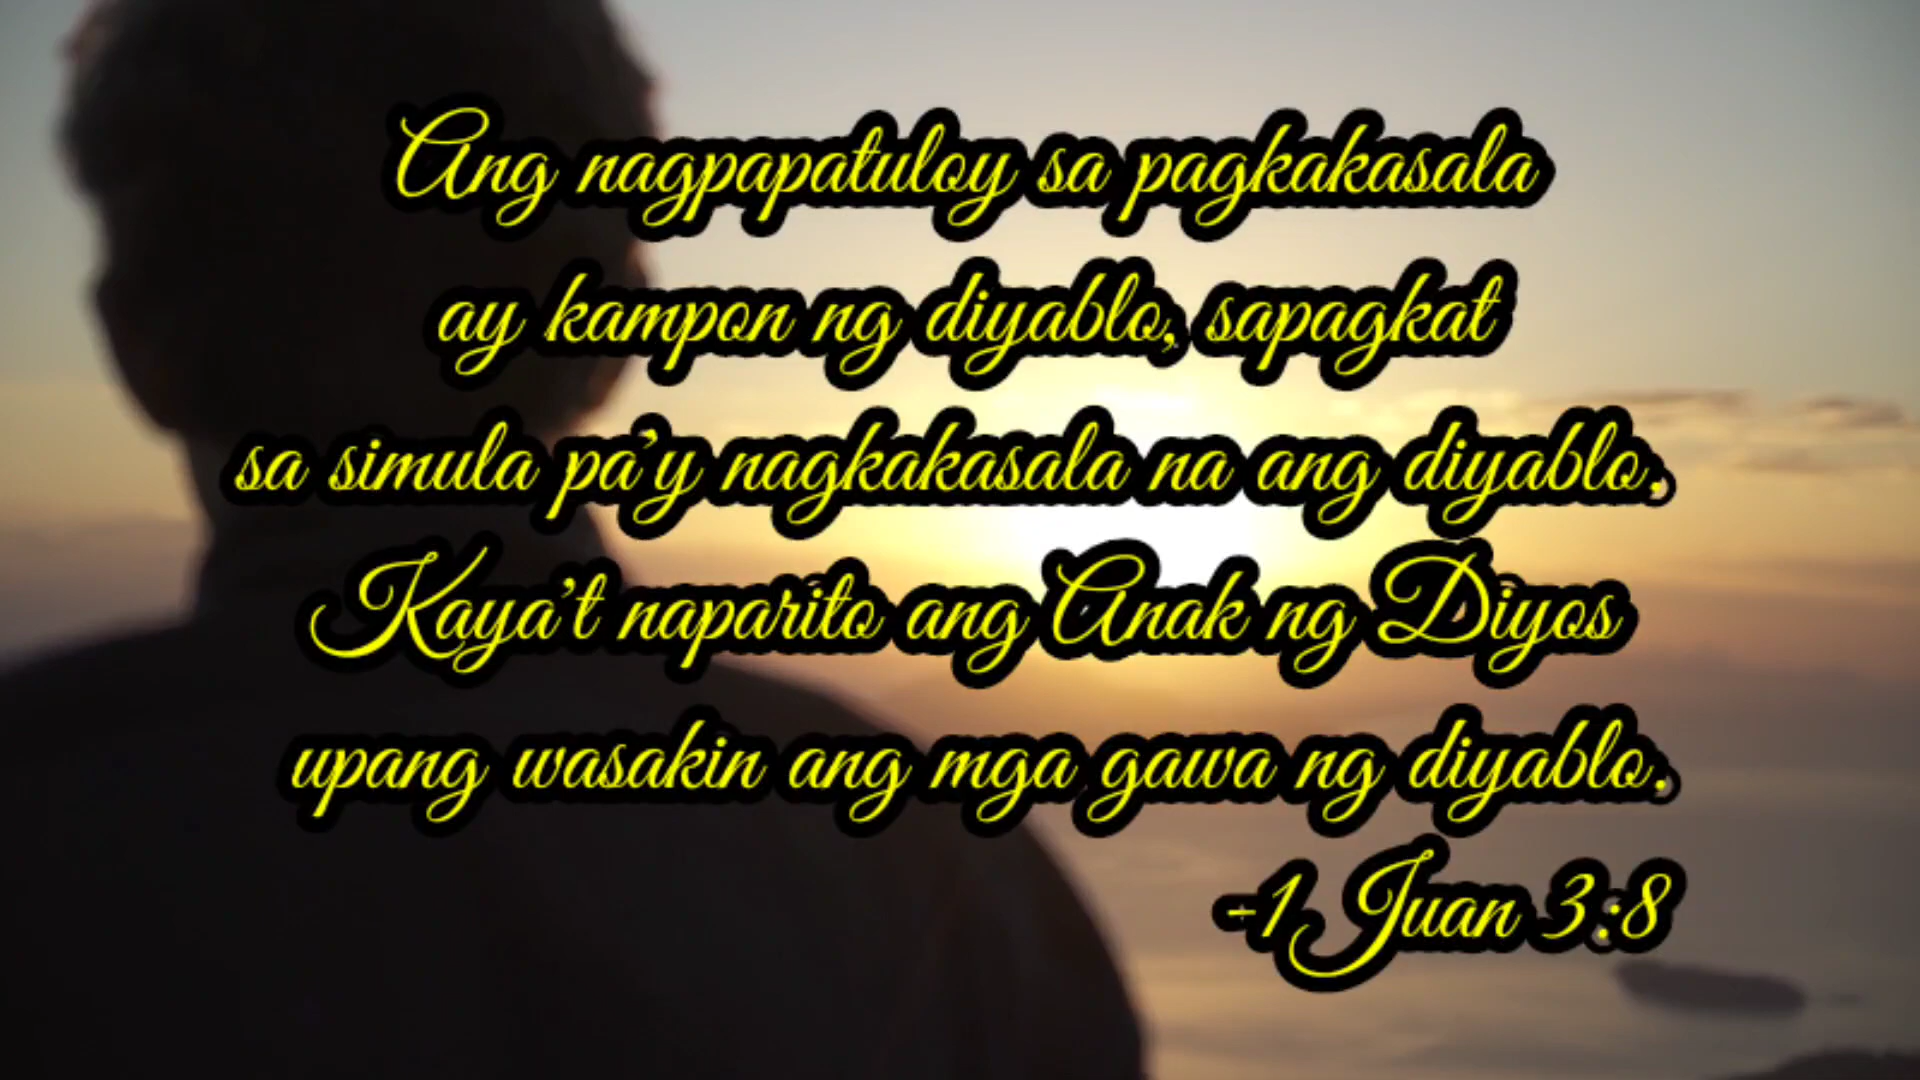 Ang nagpapatuloy sa pagkakasala
ay kampon ng diyablo, sapagkat
sa simula pa'y nagkakasala na ang diyablo.
Kaya't naparito ang Anak ng Diyos
upang wasakin ang mga gawa ng diyablo.
-1 Juan 3:8